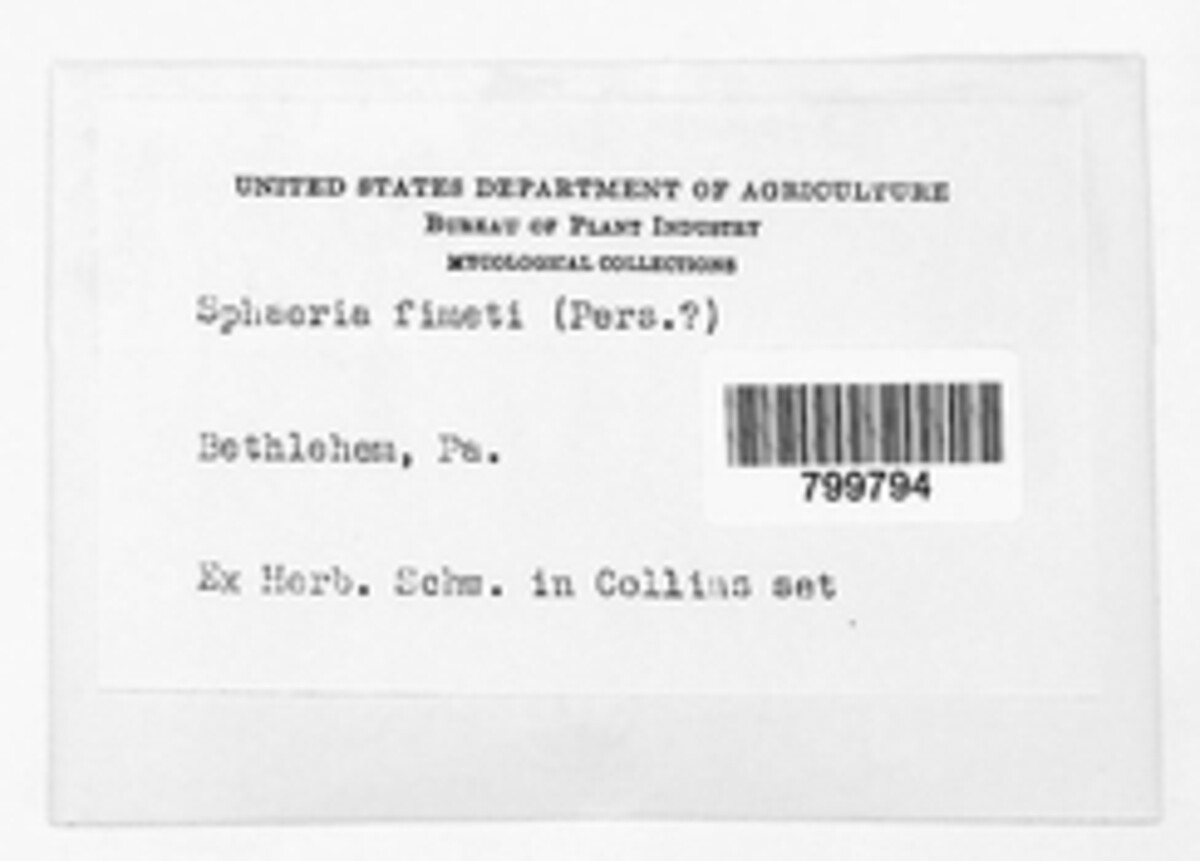 UNITED STATES DEPARTMENT OF AGRICULTURE
BUREAU OF PLANT INDUSTRY
MYCOLOGICAL COLLECTIONS
Sphaeria fimeti (Pers.?)
Bethlehem, Pa.
799794
Ex Herb. Schw. in Collins set